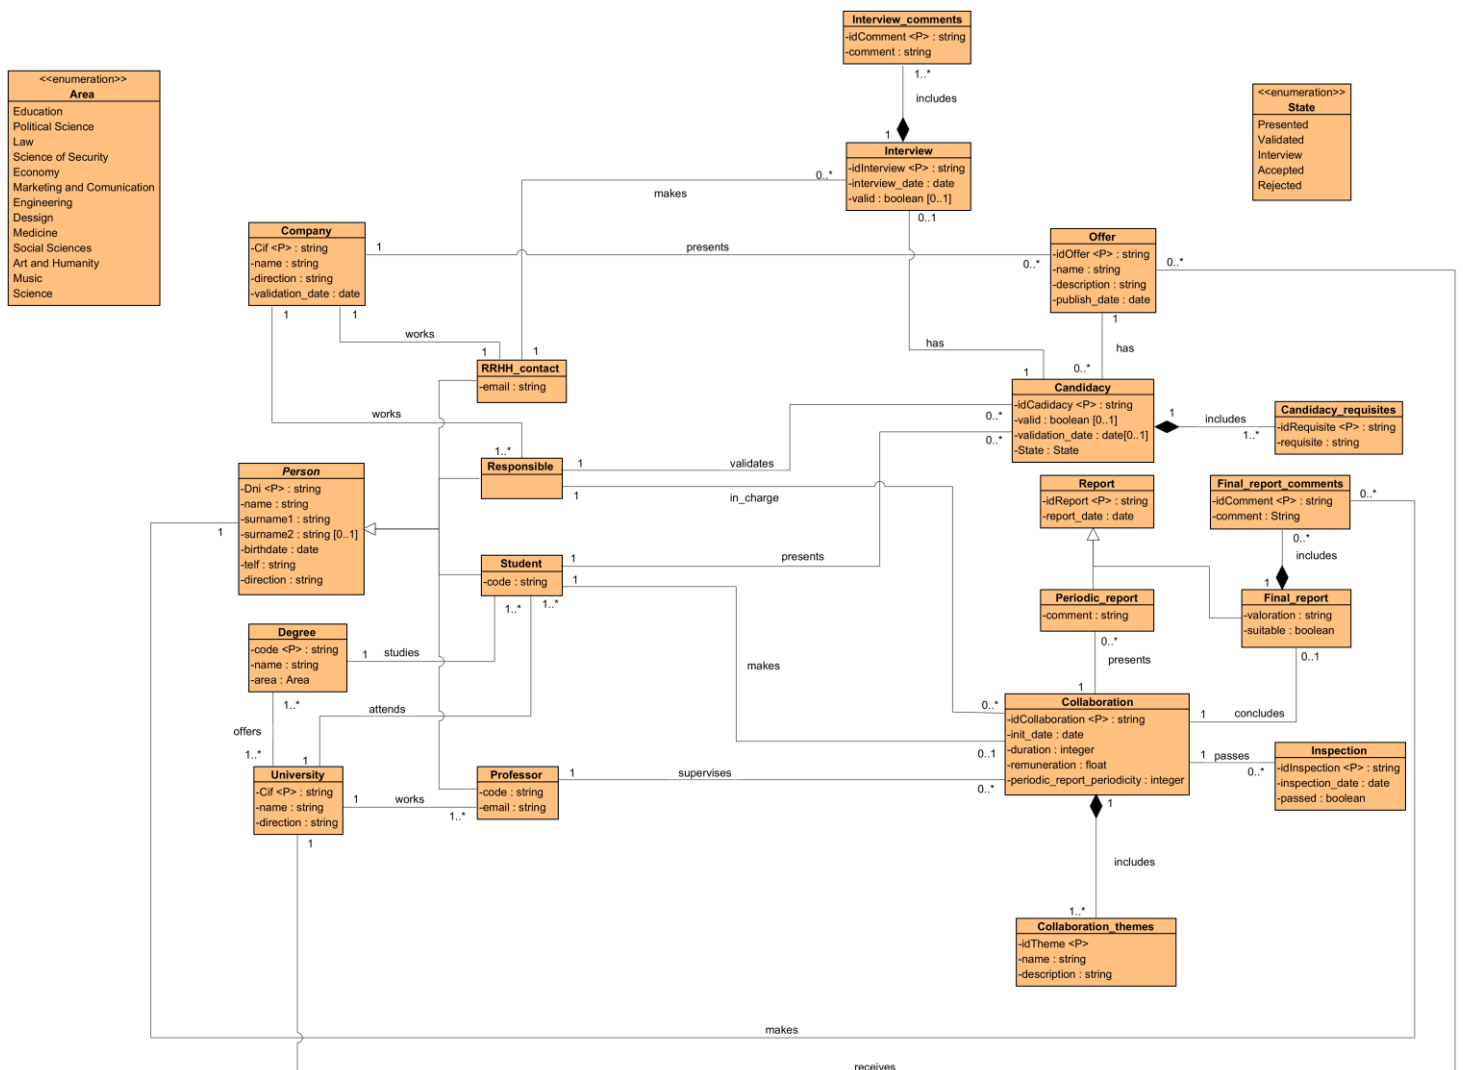 Interview_comments
-idComment <P> : string
-comment : string
1..*
includes
1
<<enumeration>>
Area
Education
Political Science
Law
Science of Security
Economy
Marketing and Comunication
Engineering
Dessign
Medicine
Social Sciences
Art and Humanity
Music
Science
<<enumeration>>
State
Presented
Validated
Interview
Accepted
Rejected
Interview
-idInterview <P> : string
-interview_date : date
-valid : boolean [0..1]
0..*
makes
0..1
Company
-Cif <P> : string
-name : string
-direction : string
-validation_date : date
1
presents
0..*
Offer
-idOffer <P> : string
-name : string
-description : string
-publish_date : date
0..*
1
1
1
works
1
1
has
1
has
0..*
RRHH_contact
-email : string
Candidacy
-idCadidacy <P> : string
-valid : boolean [0..1]
-validation_date : date[0..1]
-State : State
0..*
0..*
1
includes
1..*
Candidacy_requisites
-idRequisite <P> : string
-requisite : string
works
1..*
Responsible
1
validates
1
in_charge
Person
-Dni <P> : string
-name : string
-surname1 : string
-surname2 : string [0..1]
-birthdate : date
-telf : string
-direction : string
1
Report
-idReport <P> : string
-report_date : date
Final_report_comments
-idComment <P> : string
-comment : String
0..*
0..*
includes
1
Student
-code : string
1
presents
1
1..*
1..*
Periodic_report
-comment : string
0..*
presents
1
Final_report
-valoration : string
-suitable : boolean
0..1
concludes
1
Degree
-code <P> : string
-name : string
-area : Area
1
studies
makes
1..*
offers
1..*
attends
1
Collaboration
-idCollaboration <P> : string
-init_date : date
-duration : integer
-remuneration : float
-periodic_report_periodicity : integer
0..*
0..1
0..*
1
passes
0..*
Inspection
-idInspection <P> : string
-inspection_date : date
-passed : boolean
University
-Cif <P> : string
-name : string
-direction : string
1
works
1..*
1
Professor
-code : string
-email : string
1
supervises
1
includes
1..*
Collaboration_themes
-idTheme <P>
-name : string
-description : string
makes
receives